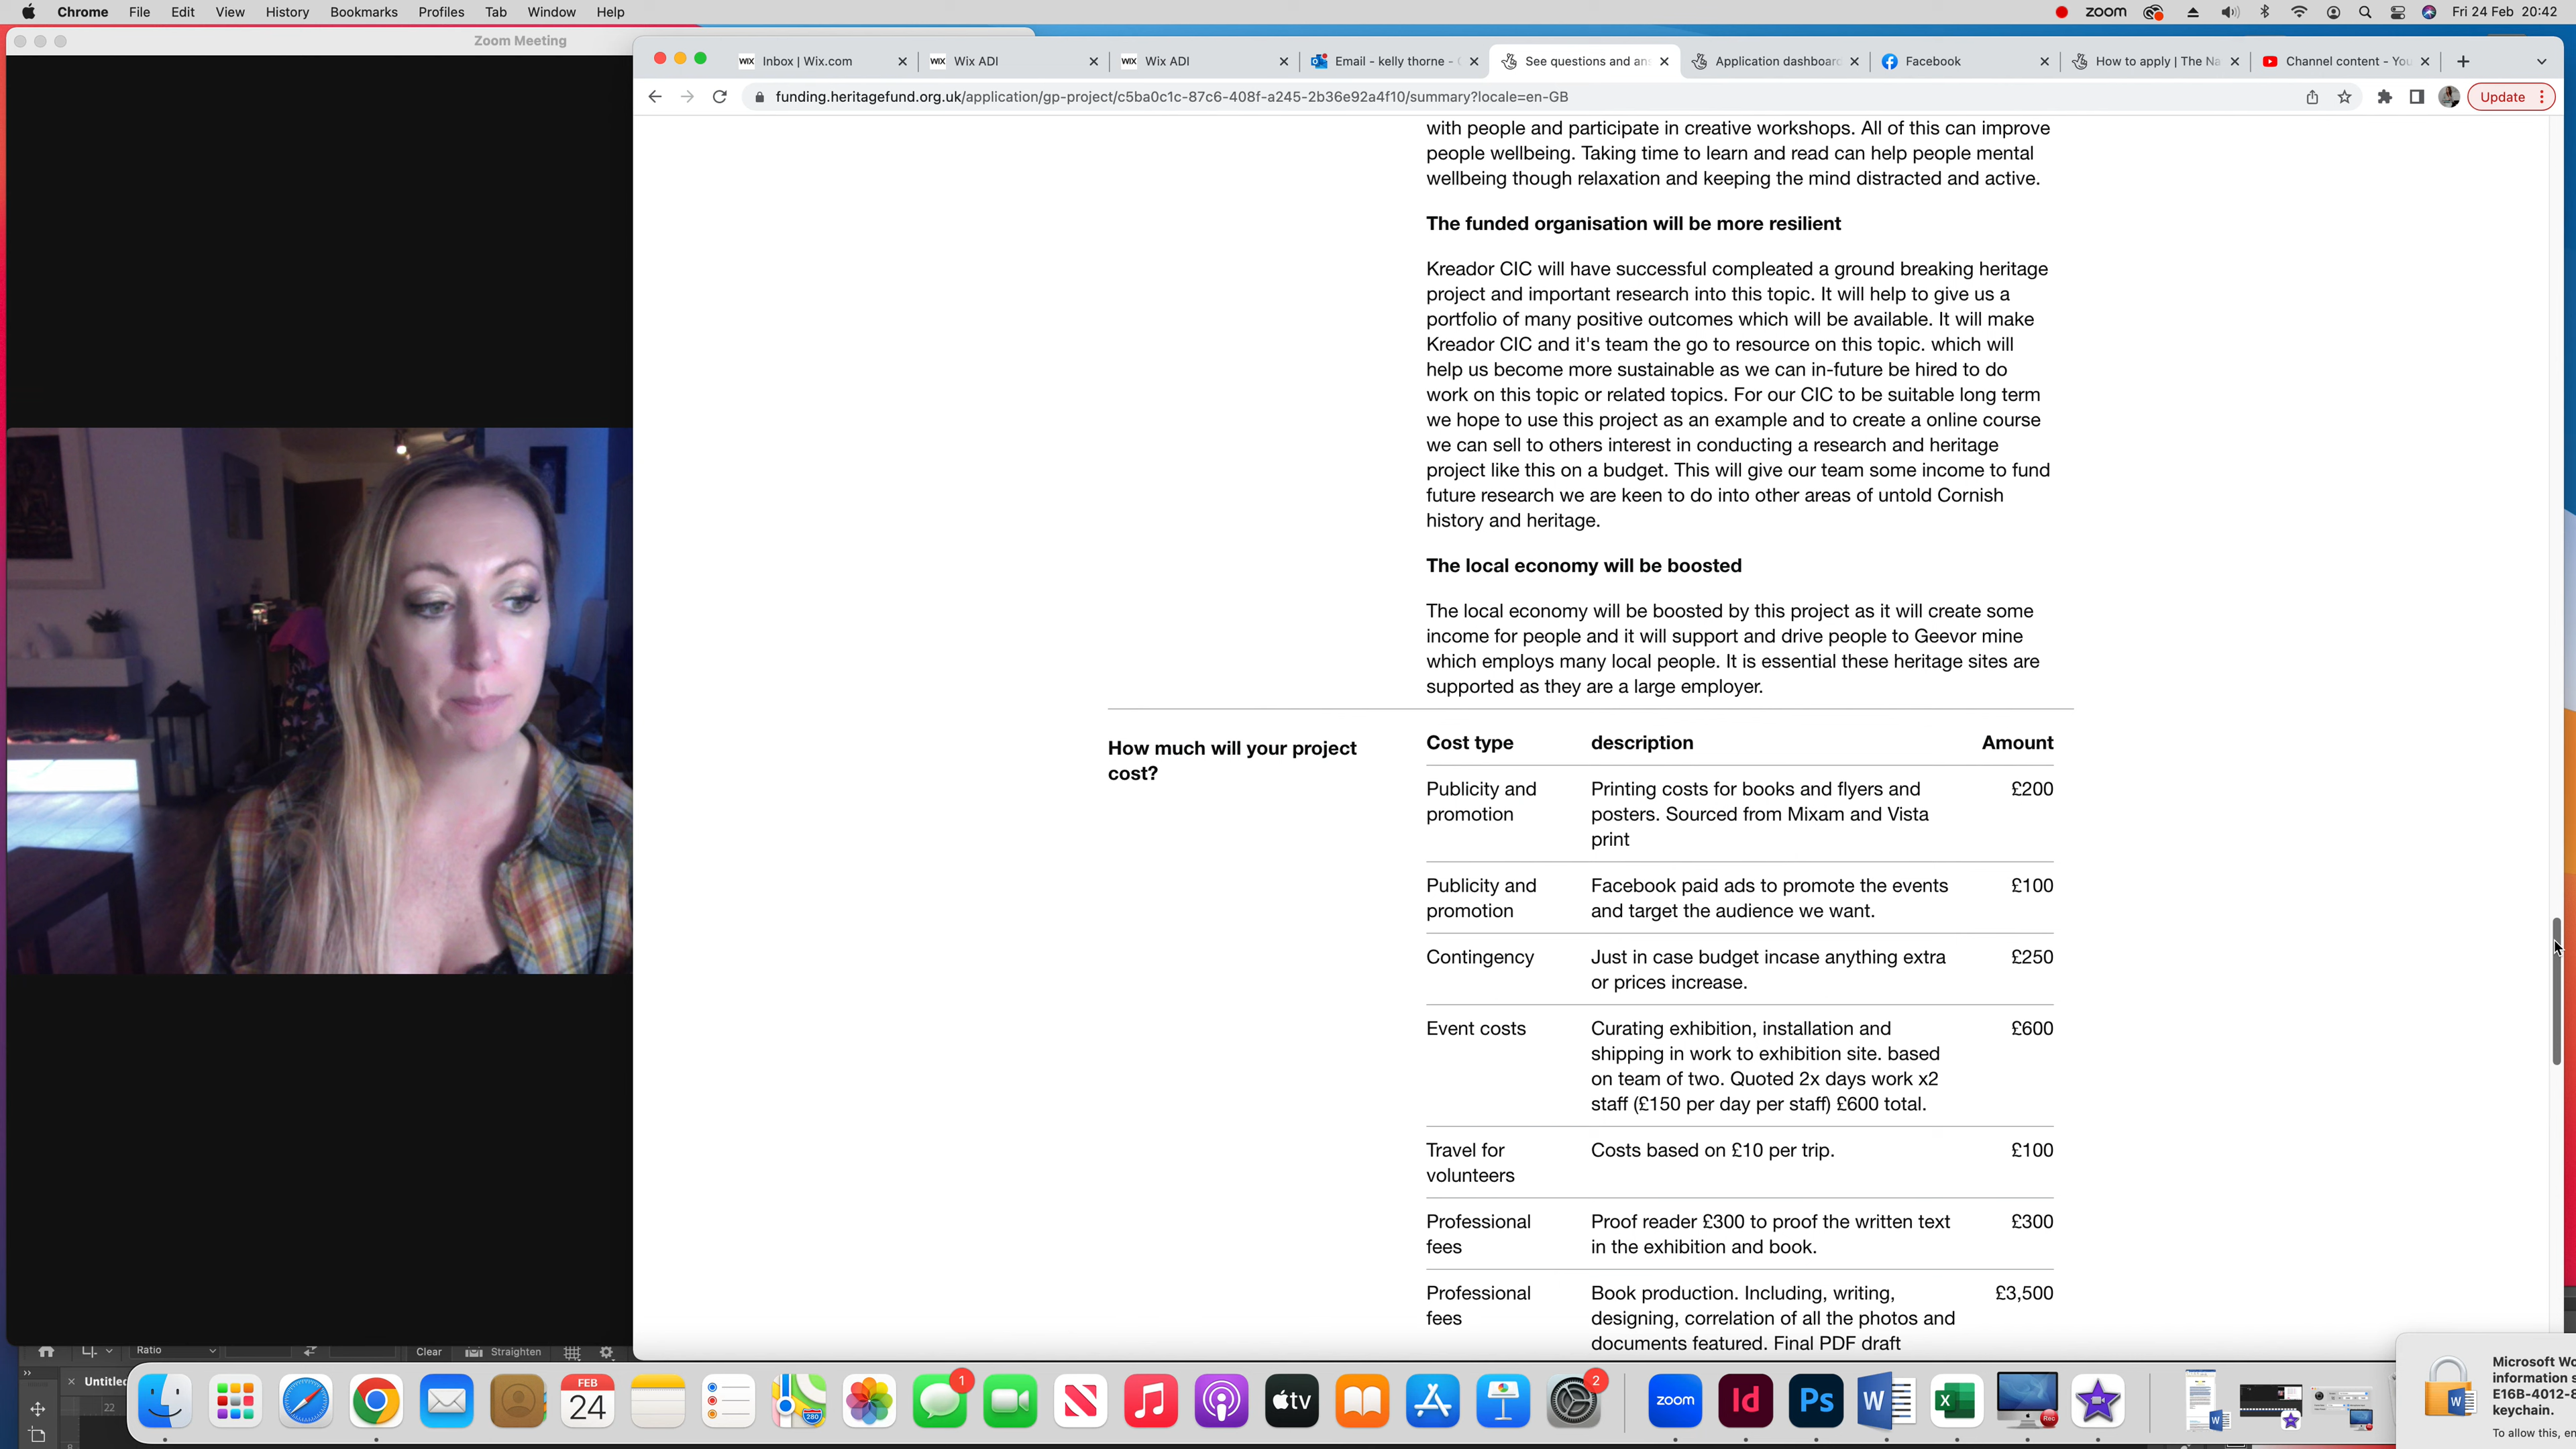 Chrome File Edit View History Bookmarks Profiles Tab Window Help
zoom Fri 24 Feb 20:42
Zoom Meeting
WIX Inbox | Wix.com
WIX Wix ADI
WIX Wix ADI
Email - kelly thorne -
See questions and an
Application dashboar
Facebook
How to apply | The Na
Channel content - You
funding.heritagefund.org.uk/application/gp-project/c5ba0c1c-87c6-408f-a245-2b36e92a4f10/summary?locale=en-GB
Update
with people and participate in creative workshops. All of this can improve
people wellbeing. Taking time to learn and read can help people mental
wellbeing though relaxation and keeping the mind distracted and active.
The funded organisation will be more resilient
Kreador CIC will have successful compleated a ground breaking heritage
project and important research into this topic. It will help to give us a
portfolio of many positive outcomes which will be available. It will make
Kreador CIC and it's team the go to resource on this topic. which will
help us become more sustainable as we can in-future be hired to do
work on this topic or related topics. For our CIC to be suitable long term
we hope to use this project as an example and to create a online course
we can sell to others interest in conducting a research and heritage
project like this on a budget. This will give our team some income to fund
future research we are keen to do into other areas of untold Cornish
history and heritage.
The local economy will be boosted
The local economy will be boosted by this project as it will create some
income for people and it will support and drive people to Geevor mine
which employs many local people. It is essential these heritage sites are
supported as they are a large employer.
How much will your project
cost?
Cost type description Amount
Publicity and Printing costs for books and flyers and £200
promotion posters. Sourced from Mixam and Vista
print
Publicity and Facebook paid ads to promote the events £100
promotion and target the audience we want.
Contingency Just in case budget incase anything extra £250
or prices increase.
Event costs Curating exhibition, installation and £600
shipping in work to exhibition site. based
on team of two. Quoted 2x days work x2
staff (£150 per day per staff) £600 total.
Travel for Costs based on £10 per trip. £100
volunteers
Professional Proof reader £300 to proof the written text £300
fees in the exhibition and book.
Professional Book production. Including, writing, £3,500
fees designing, correlation of all the photos and
documents featured. Final PDF draft
Ratio Clear Straighten
Untitled
22
FEB
24
280
1
tv
2
zoom
Id
Ps
W
X
Rec
W
Microsoft Wo
information s
E16B-4012-8
keychain.
To allow this, en